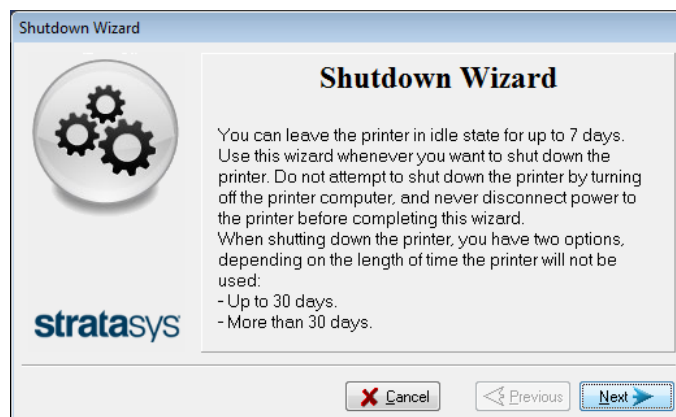 Shutdown Wizard
Shutdown Wizard
You can leave the printer in idle state for up to 7 days.
Use this wizard whenever you want to shut down the
printer. Do not attempt to shut down the printer by turning
off the printer computer, and never disconnect power to
the printer before completing this wizard.
When shutting down the printer, you have two options,
depending on the length of time the printer will not be
used:
- Up to 30 days.
- More than 30 days.
stratasys
Cancel
Previous
Next